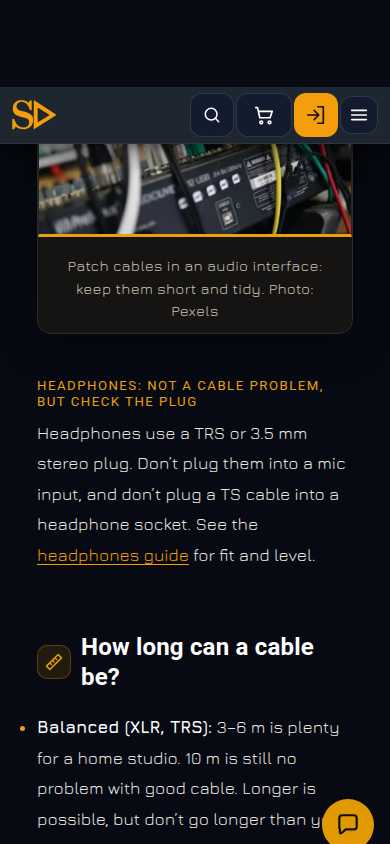 SD
Patch cables in an audio interface:
keep them short and tidy. Photo:
Pexels
HEADPHONES: NOT A CABLE PROBLEM,
BUT CHECK THE PLUG
Headphones use a TRS or 3.5 mm
stereo plug. Don’t plug them into a mic
input, and don’t plug a TS cable into a
headphone socket. See the
headphones guide for fit and level.
How long can a cable
be?
• Balanced (XLR, TRS): 3–6 m is plenty
for a home studio. 10 m is still no
problem with good cable. Longer is
possible, but don’t go longer than